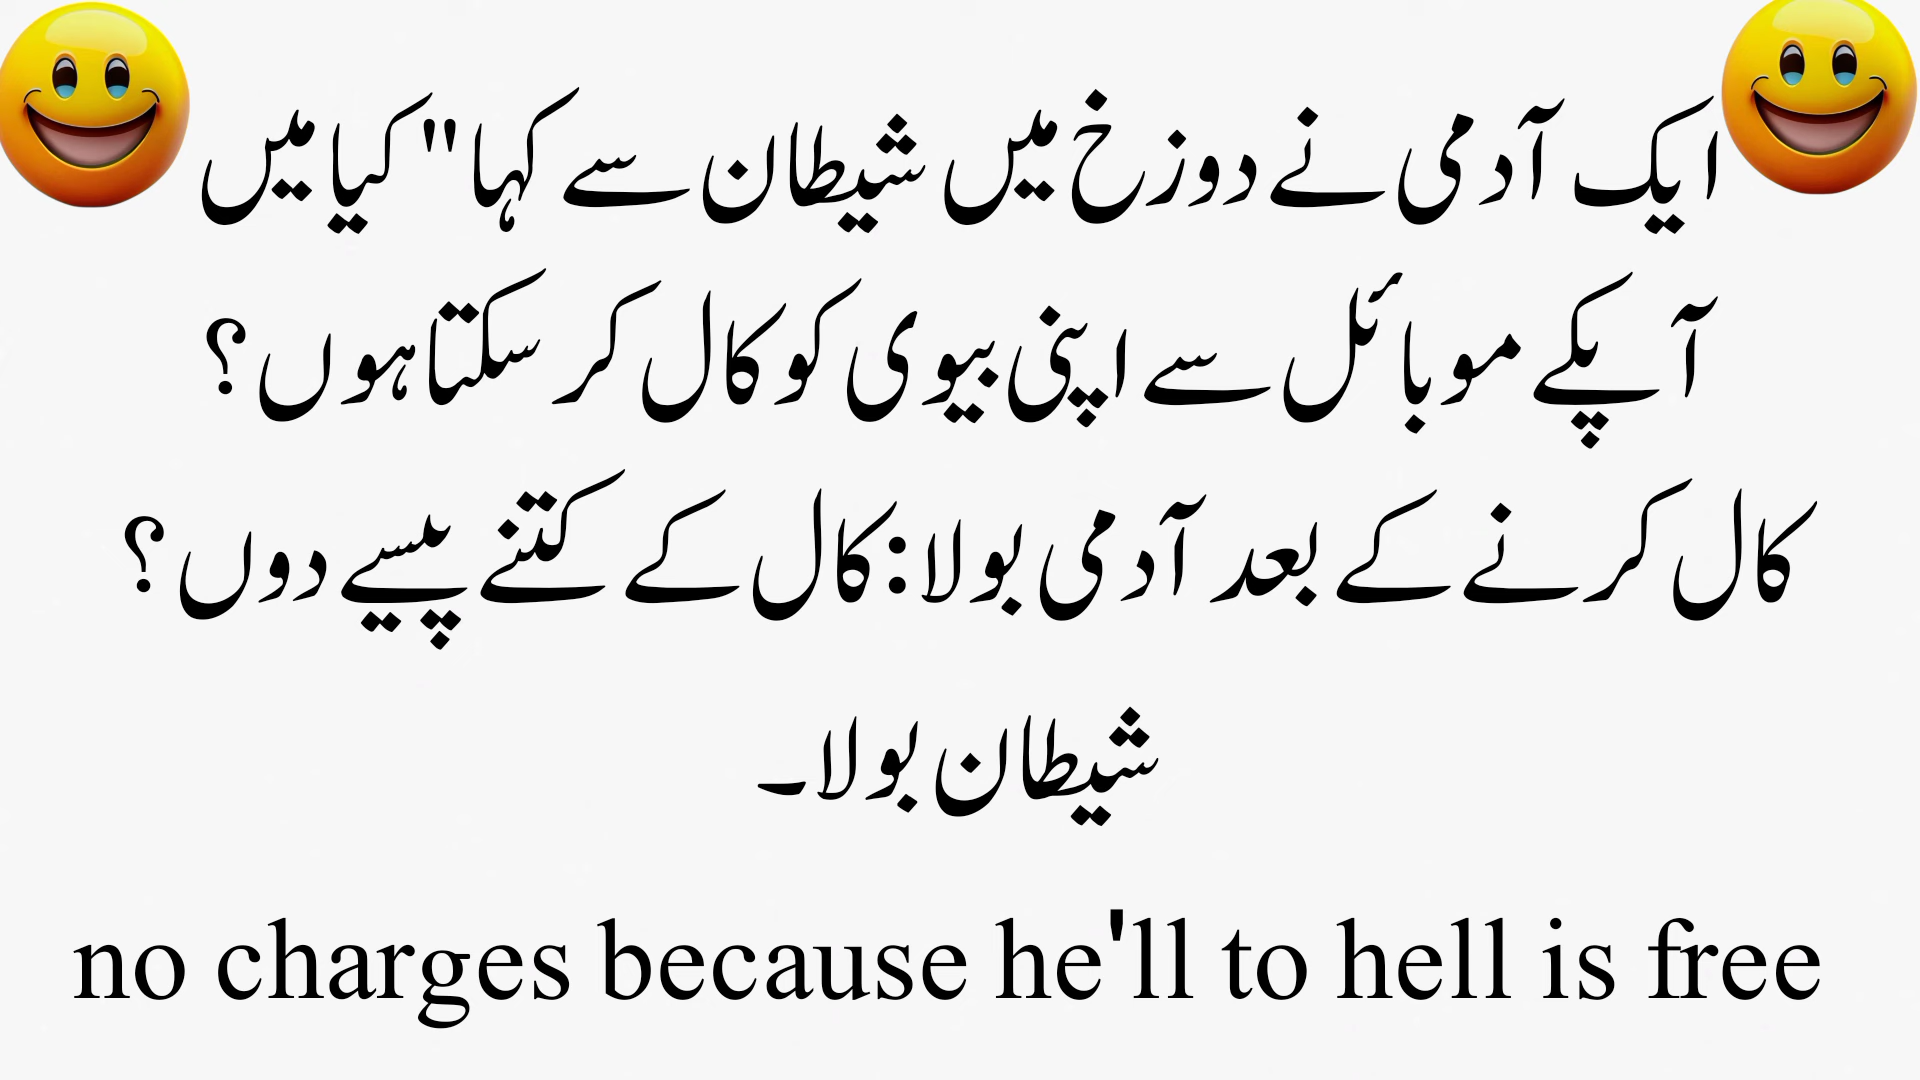 ایک آدمی نے دوزخ میں شیطان سے کہا" کیا میں
آپکے موبائل سے اپنی بیوی کو کال کر سکتا ہوں؟
کال کرنے کے بعد آدمی بولا: کال کے کتنے پیسے دوں؟
شیطان بولا۔
no charges because he'll to hell is free